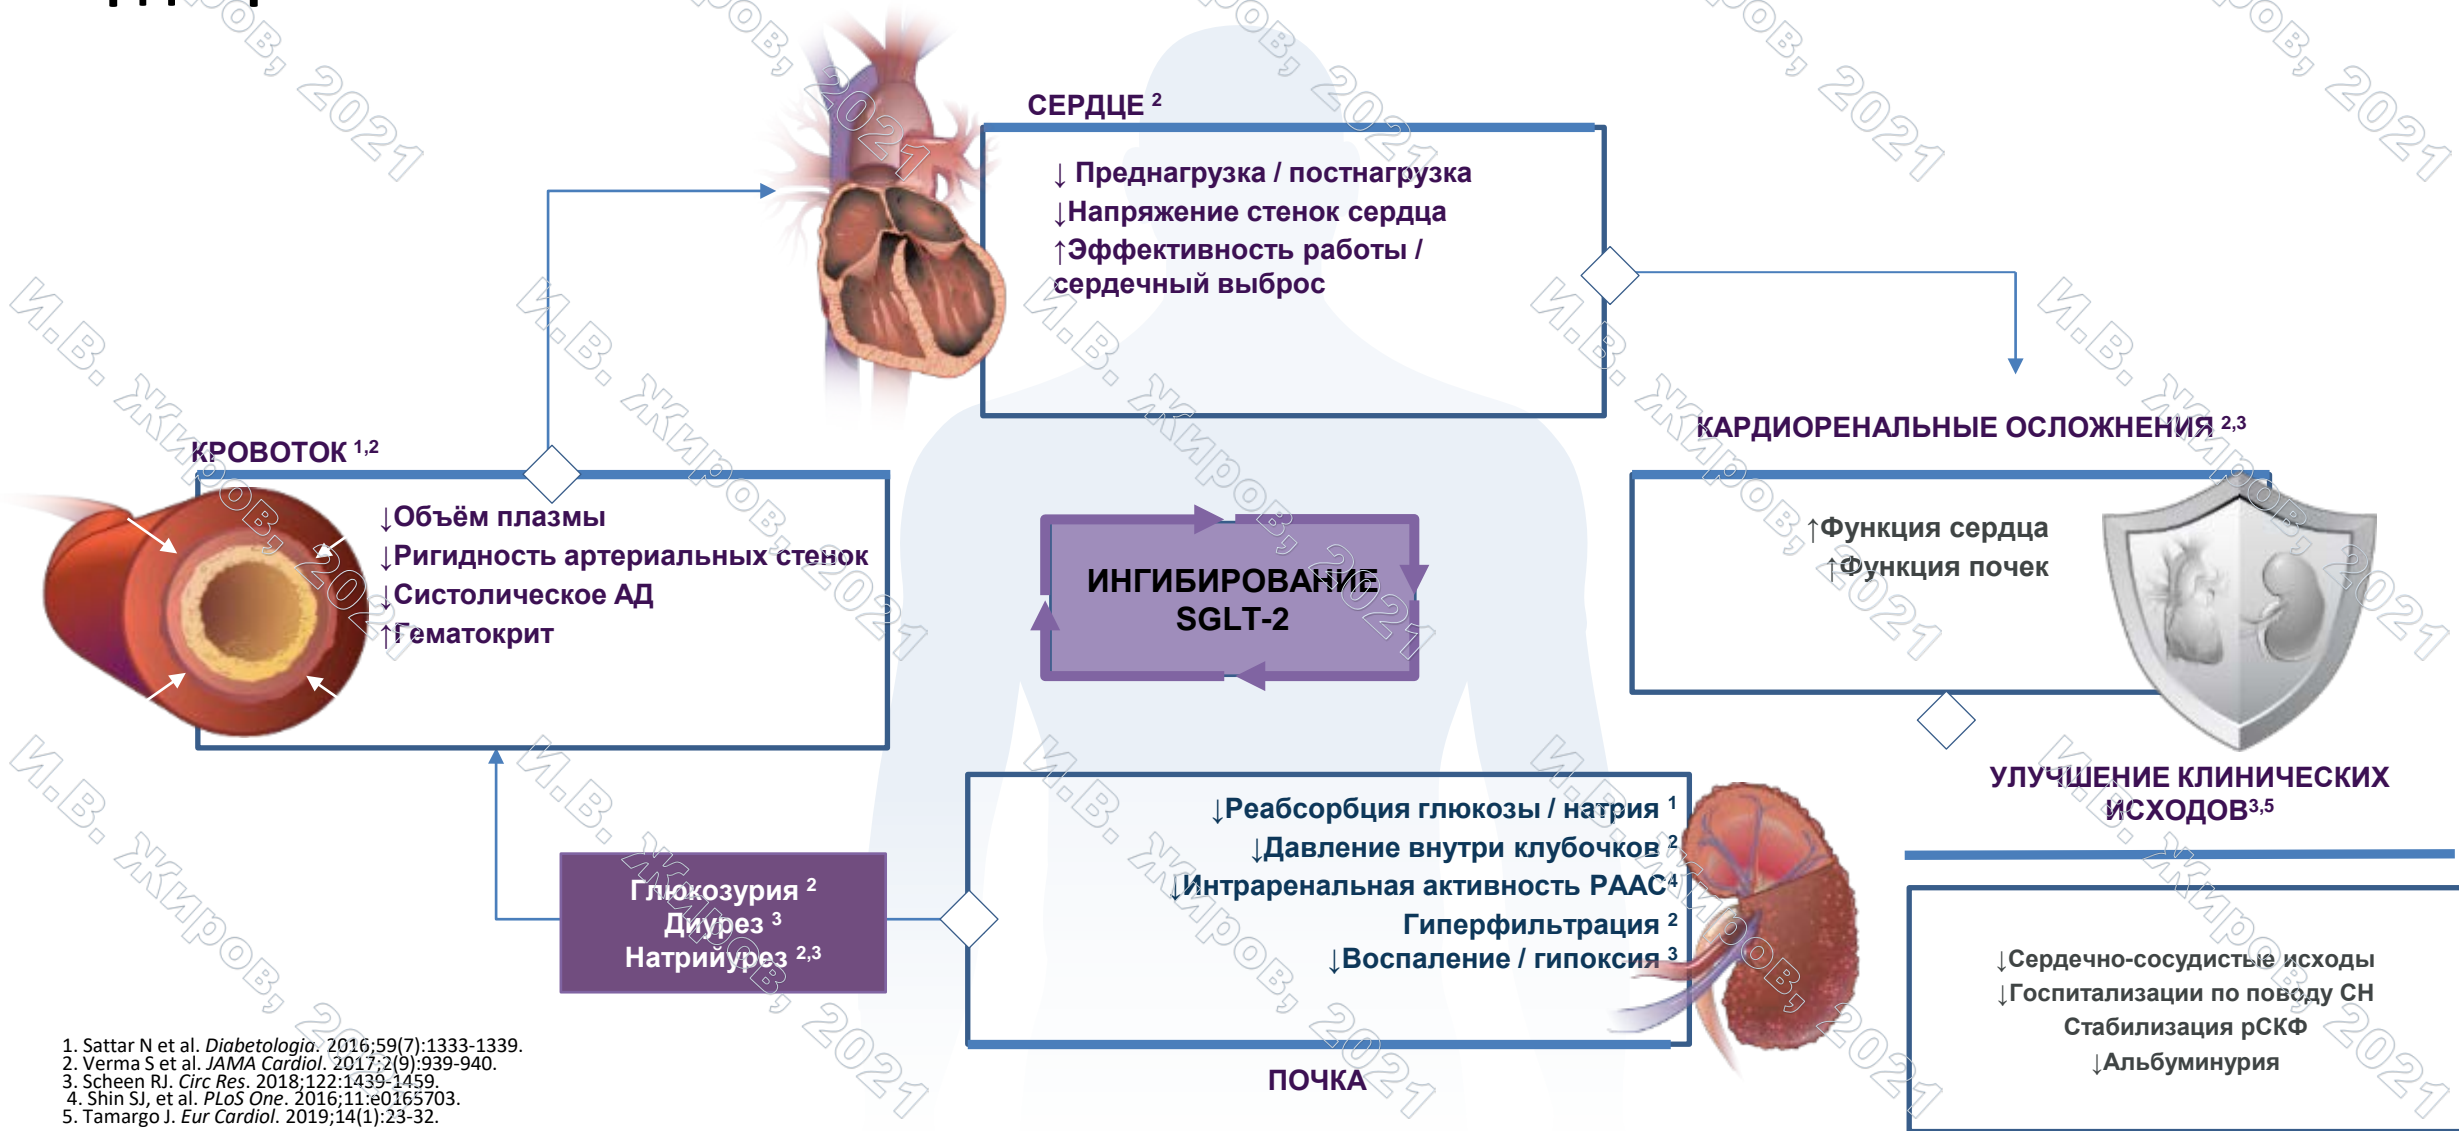 СЕРДЦЕ 2
↓ Преднагрузка / постнагрузка
↓Напряжение стенок сердца
↑Эффективность работы /
сердечный выброс
КРОВОТОК 1,2
↓Объём плазмы
↓Ригидность артериальных стенок
↓Систолическое АД
↑Гематокрит
ИНГИБИРОВАНИЕ
SGLT-2
КАРДИОРЕНАЛЬНЫЕ ОСЛОЖНЕНИЯ 2,3
↑Функция сердца
↑Функция почек
Глюкозурия 2
Диурез 3
Натрийурез 2,3
↓Реабсорбция глюкозы / натрия 1
↓Давление внутри клубочков 2
↓Интраренальная активность РААС4
Гиперфильтрация 2
↓Воспаление / гипоксия 3
ПОЧКА
УЛУЧШЕНИЕ КЛИНИЧЕСКИХ
ИСХОДОВ3,5
↓Сердечно-сосудистые исходы
↓Госпитализации по поводу СН
Стабилизация рСКФ
↓Альбуминурия
1. Sattar N et al. Diabetologia. 2016;59(7):1333-1339.
2. Verma S et al. JAMA Cardiol. 2017;2(9):939-940.
3. Scheen RJ. Circ Res. 2018;122:1439-1459.
4. Shin SJ, et al. PLoS One. 2016;11:e0165703.
5. Tamargo J. Eur Cardiol. 2019;14(1):23-32.
И.В. Жиров, 2021